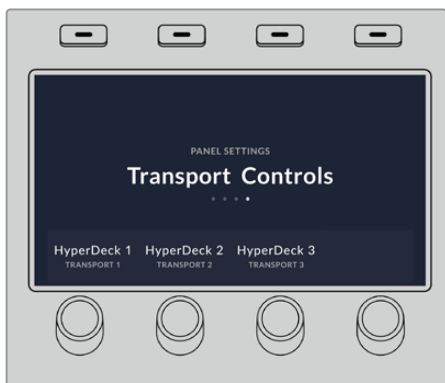 PANEL SETTINGS
Transport Controls
HyperDeck 1 HyperDeck 2 HyperDeck 3
TRANSPORT 1 TRANSPORT 2 TRANSPORT 3